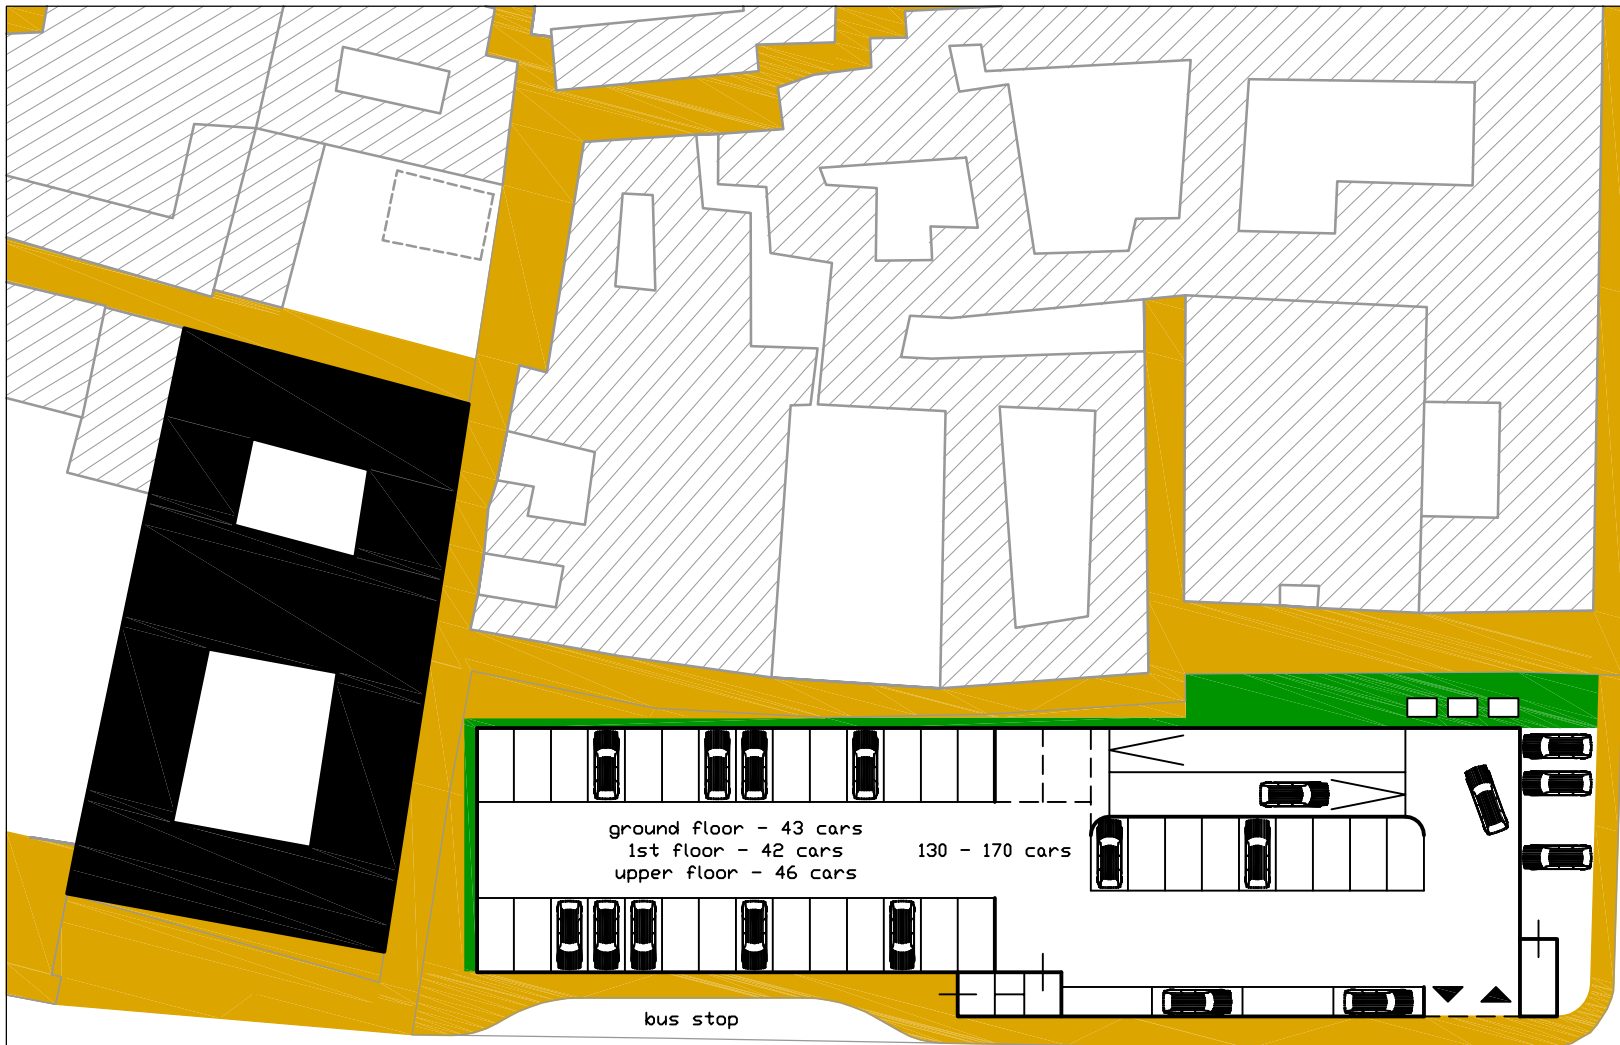 ground floor - 43 cars
1st floor - 42 cars
upper floor - 46 cars
130 - 170 cars
bus stop